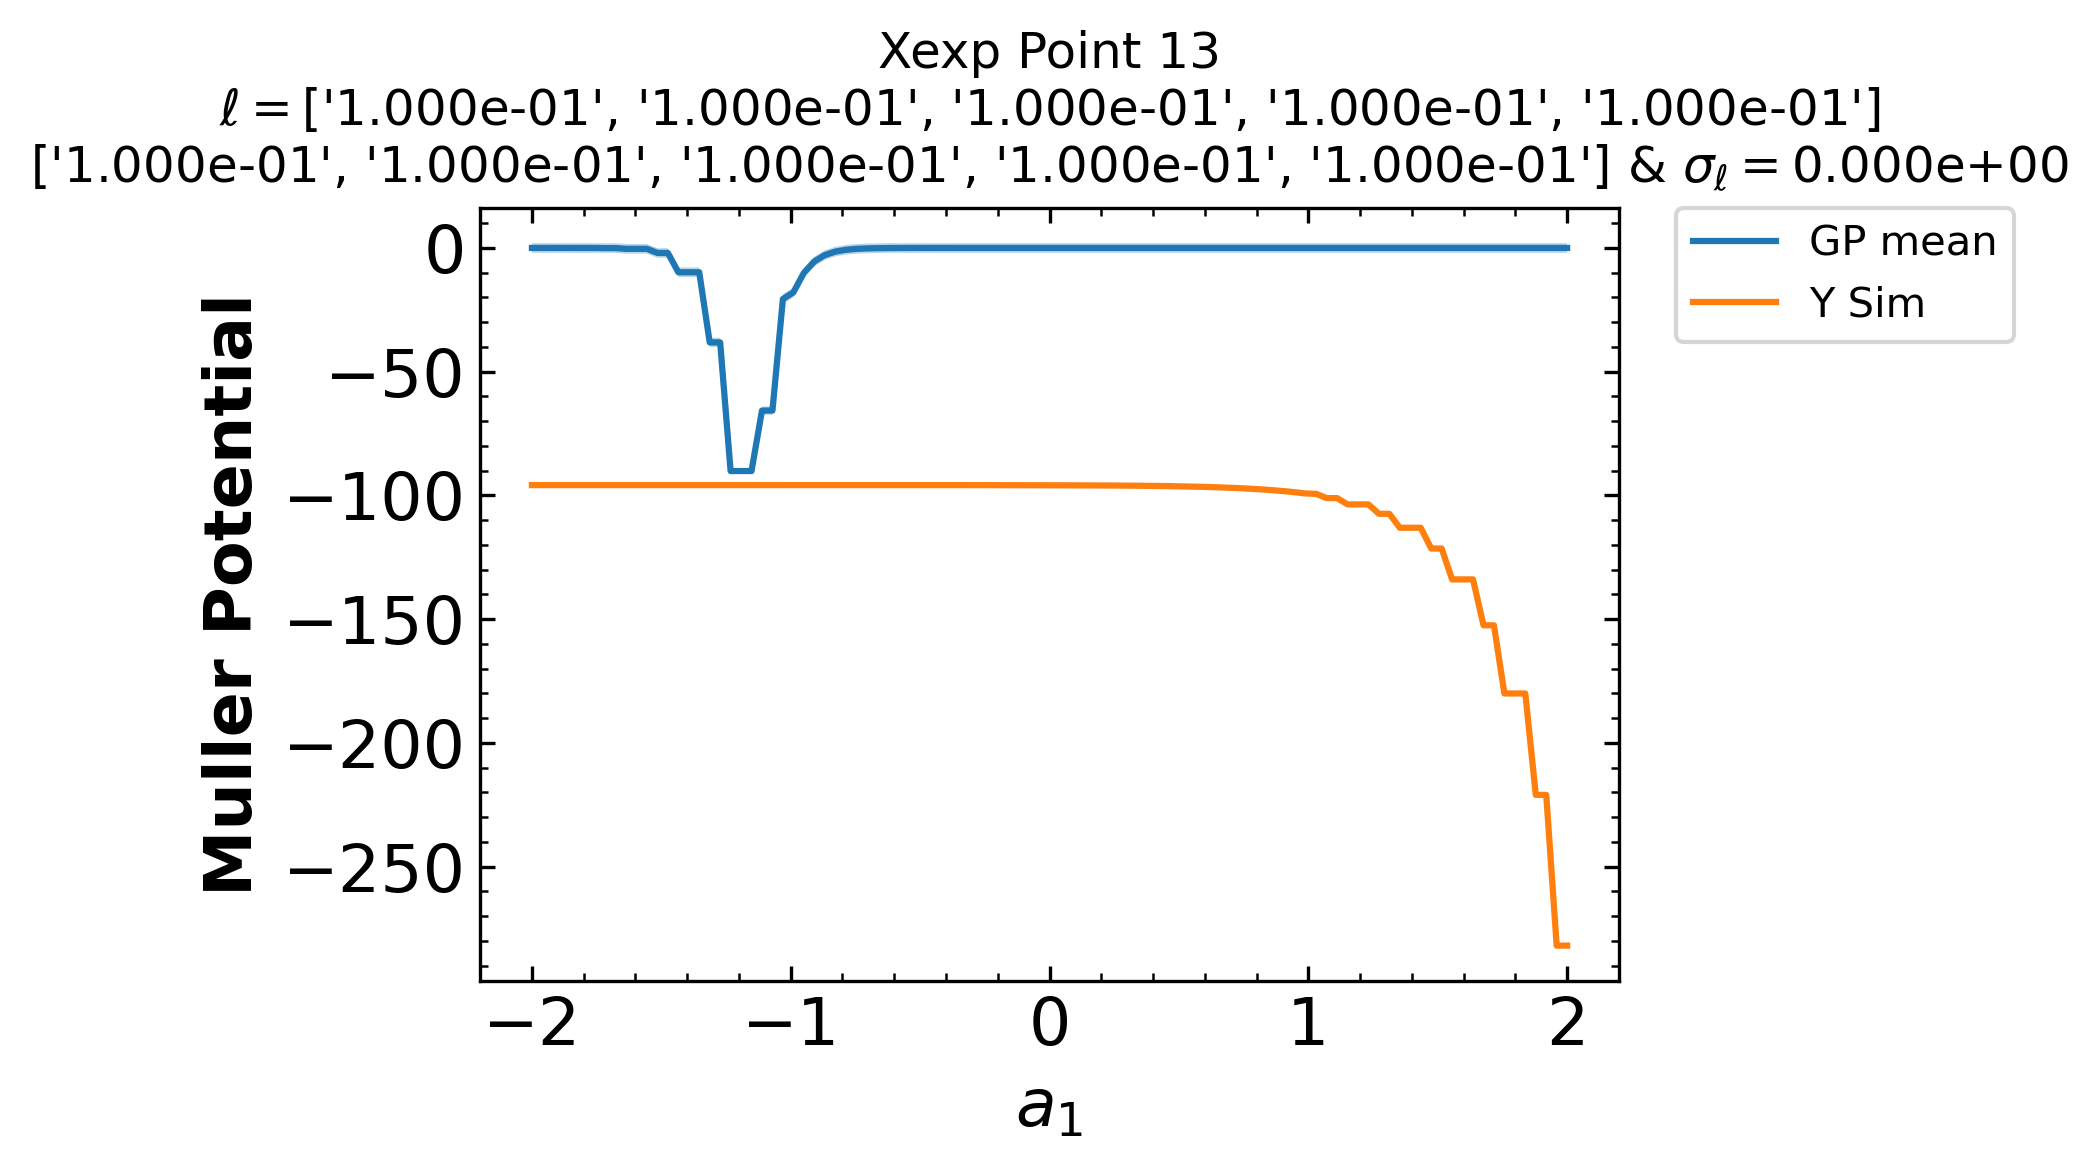 Xexp Point 13
ℓ = ['1.000e-01', '1.000e-01', '1.000e-01', '1.000e-01', '1.000e-01']
['1.000e-01', '1.000e-01', '1.000e-01', '1.000e-01', '1.000e-01'] & σℓ = 0.000e+00
GP mean
Y Sim
Muller Potential
0
−50
−100
−150
−200
−250
−2 −1 0 1 2
a₁